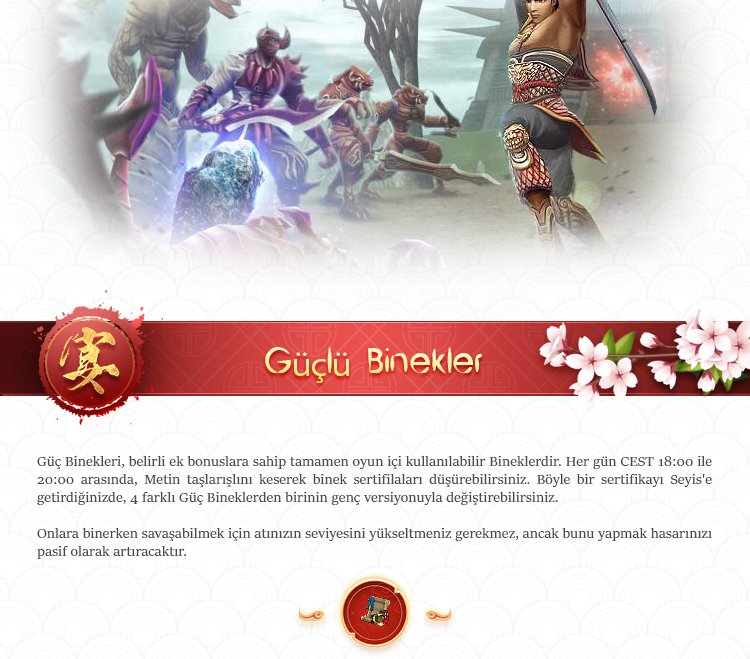 宴
Güçlü Binekler
Güç Binekleri, belirli ek bonuslara sahip tamamen oyun içi kullanılabilir Bineklerdir. Her gün CEST 18:00 ile
20:00 arasında, Metin taşlarışlını keserek binek sertifilaları düşürebilirsiniz. Böyle bir sertifikayı Seyis'e
getirdiğinizde, 4 farklı Güç Bineklerden birinin genç versiyonuyla değiştirebilirsiniz.
Onlara binerken savaşabilmek için atınızın seviyesini yükseltmeniz gerekmez, ancak bunu yapmak hasarınızı
pasif olarak artıracaktır.